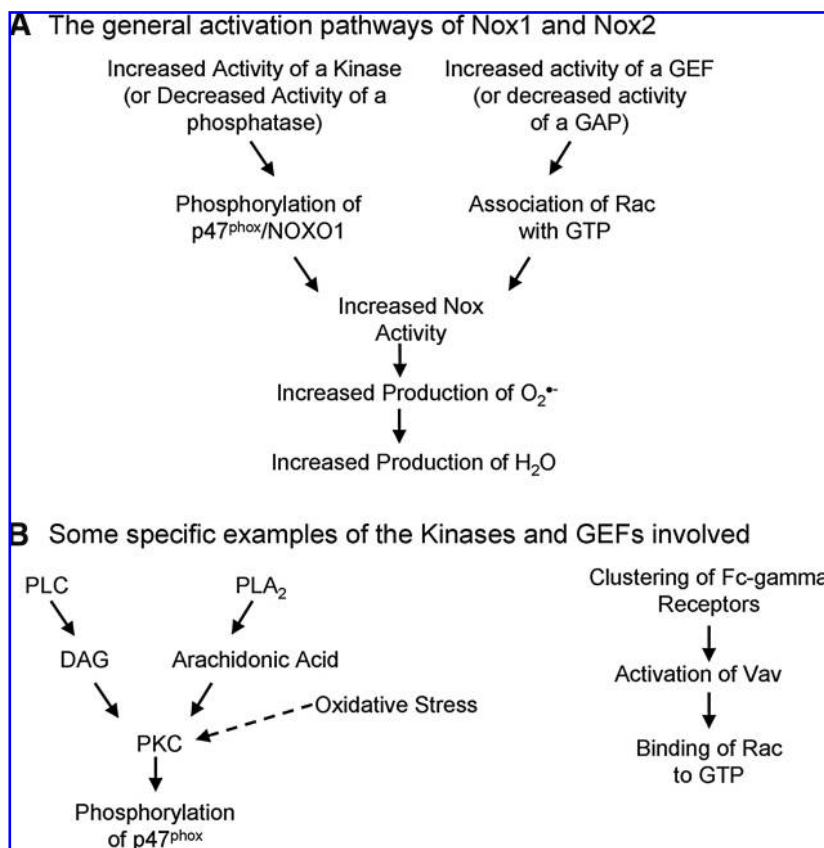 A The general activation pathways of Nox1 and Nox2
Increased Activity of a Kinase
(or Decreased Activity of a
phosphatase)
Increased activity of a GEF
(or decreased activity
of a GAP)
Phosphorylation of
p47phox/NOXO1
Association of Rac
with GTP
Increased Nox
Activity
Increased Production of O₂•-
Increased Production of H₂O
B Some specific examples of the Kinases and GEFs involved
PLC
PLA₂
Clustering of Fc-gamma
Receptors
DAG
Arachidonic Acid
Activation of Vav
Oxidative Stress
PKC
Binding of Rac
to GTP
Phosphorylation
of p47phox